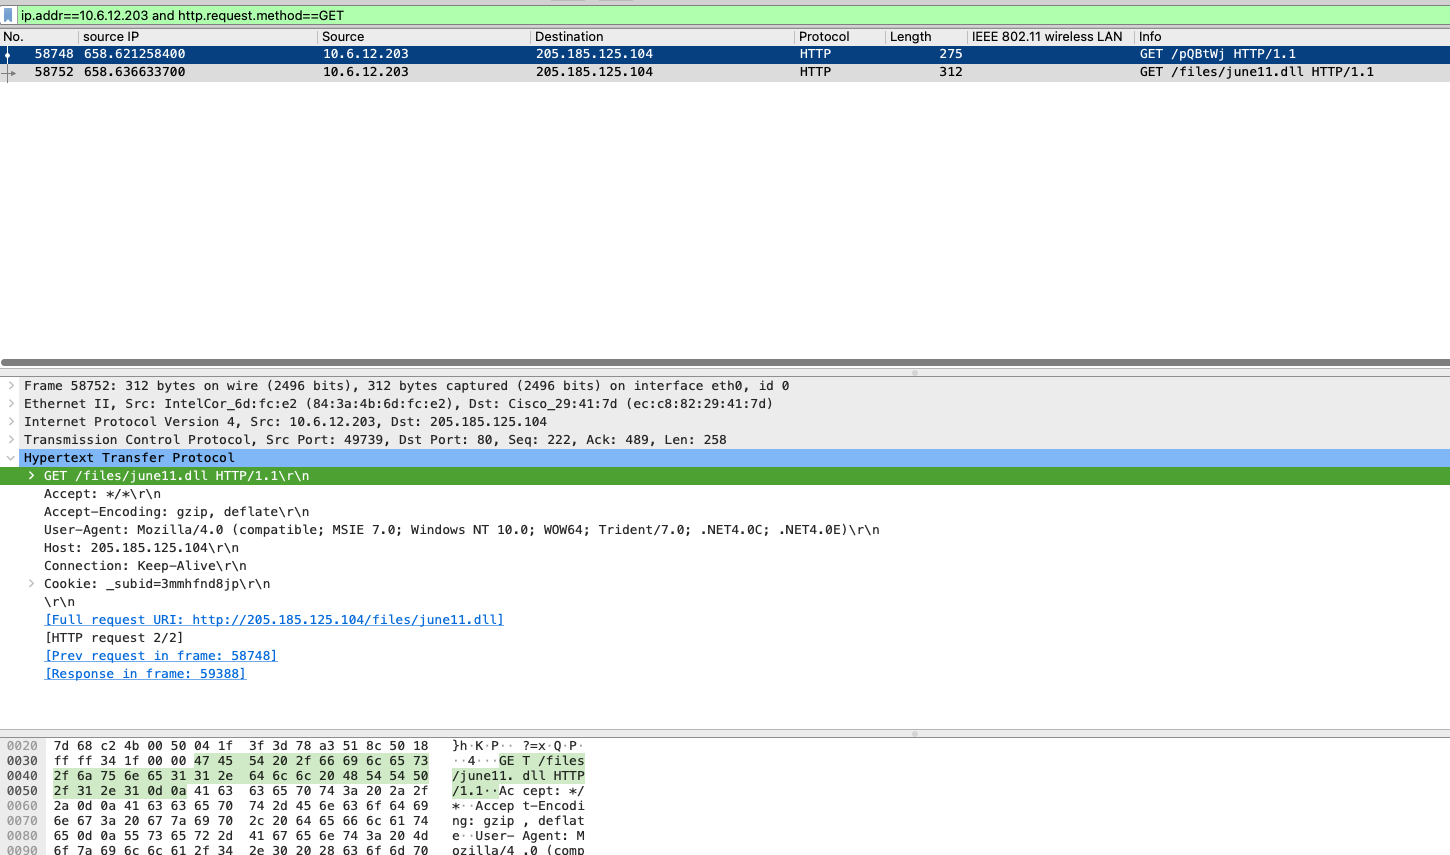 ip.addr==10.6.12.203 and http.request.method==GET
No. source IP Source Destination Protocol Length IEEE 802.11 wireless LAN Info
58748 658.621258400 10.6.12.203 205.185.125.104 HTTP 275 GET /pQBtWj HTTP/1.1
58752 658.636633700 10.6.12.203 205.185.125.104 HTTP 312 GET /files/june11.dll HTTP/1.1
Frame 58752: 312 bytes on wire (2496 bits), 312 bytes captured (2496 bits) on interface eth0, id 0
Ethernet II, Src: IntelCor_6d:fc:e2 (84:3a:4b:6d:fc:e2), Dst: Cisco_29:41:7d (ec:c8:82:29:41:7d)
Internet Protocol Version 4, Src: 10.6.12.203, Dst: 205.185.125.104
Transmission Control Protocol, Src Port: 49739, Dst Port: 80, Seq: 222, Ack: 489, Len: 258
Hypertext Transfer Protocol
GET /files/june11.dll HTTP/1.1\r\n
Accept: */*\r\n
Accept-Encoding: gzip, deflate\r\n
User-Agent: Mozilla/4.0 (compatible; MSIE 7.0; Windows NT 10.0; WOW64; Trident/7.0; .NET4.0C; .NET4.0E)\r\n
Host: 205.185.125.104\r\n
Connection: Keep-Alive\r\n
Cookie: _subid=3mmhfnd8jp\r\n
\r\n
[Full request URI: http://205.185.125.104/files/june11.dll]
[HTTP request 2/2]
[Prev request in frame: 58748]
[Response in frame: 59388]
0020 7d 68 c2 4b 00 50 04 1f 3f 3d 78 a3 51 8c 50 18 }h·K·P·· ?=x·Q·P·
0030 ff ff 34 1f 00 00 47 45 54 20 2f 66 69 6c 65 73 ··4···GE T /files
0040 2f 6a 75 6e 65 31 31 2e 64 6c 6c 20 48 54 54 50 /june11. dll HTTP
0050 2f 31 2e 31 0d 0a 41 63 63 65 70 74 3a 20 2a 2f /1.1··Ac cept: */
0060 2a 0d 0a 41 63 63 65 70 74 2d 45 6e 63 6f 64 69 *··Accep t-Encodi
0070 6e 67 3a 20 67 7a 69 70 2c 20 64 65 66 6c 61 74 ng: gzip , deflat
0080 65 0d 0a 55 73 65 72 2d 41 67 65 6e 74 3a 20 4d e··User- Agent: M
0090 6f 7a 69 6c 6c 61 2f 34 2e 30 20 28 63 6f 6d 70 ozilla/4 .0 (comp